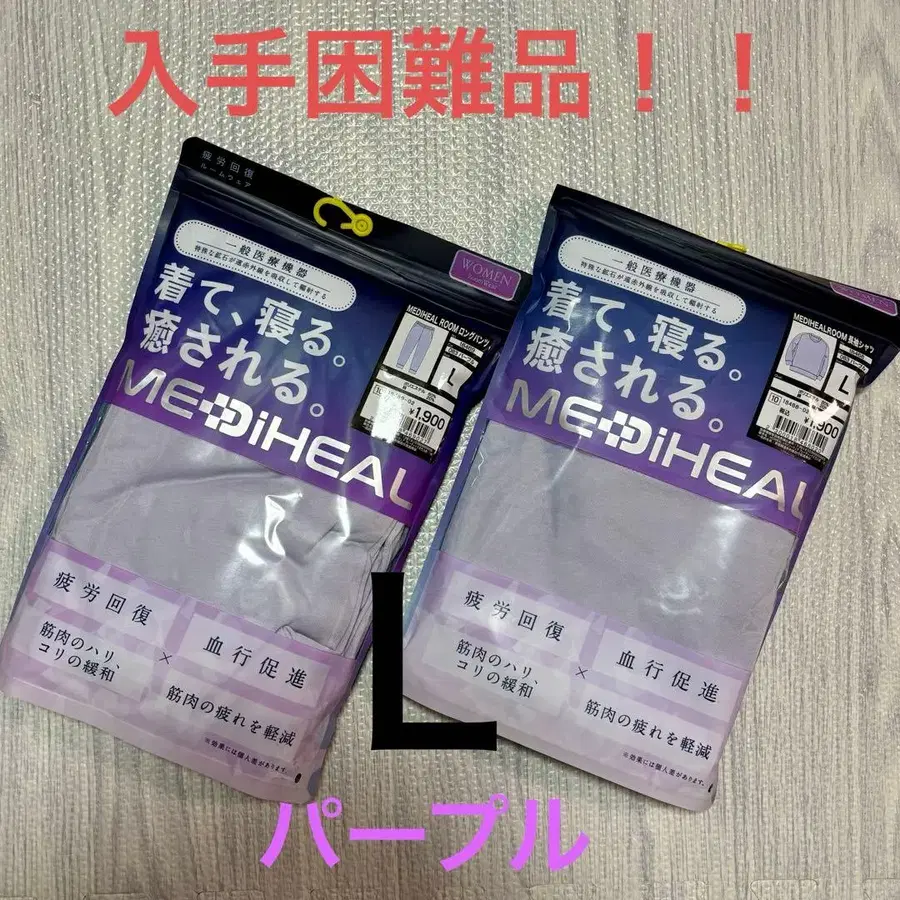 入手困難品！！
疲労回復
ルームウェア
一般医療機器
特殊な鉱石が遠赤外線を吸収して輻射する
WOMEN
着て、寝る。
癒される。
MEDiHEAL
MEDIHEAL ROOM ロングパンツ
L
¥1,900
疲労回復
血行促進
筋肉のハリ、
コリの緩和
×
筋肉の疲れを軽減
※効果には個人差があります。
一般医療機器
特殊な鉱石が遠赤外線を吸収して輻射する
着て、寝る。
癒される。
MEDiHEAL
MEDIHEALROOM 長袖シャツ
L
税込
¥1,900
疲労回復
血行促進
筋肉のハリ、
コリの緩和
×
筋肉の疲れを軽減
※効果には個人差があります。
L
パープル